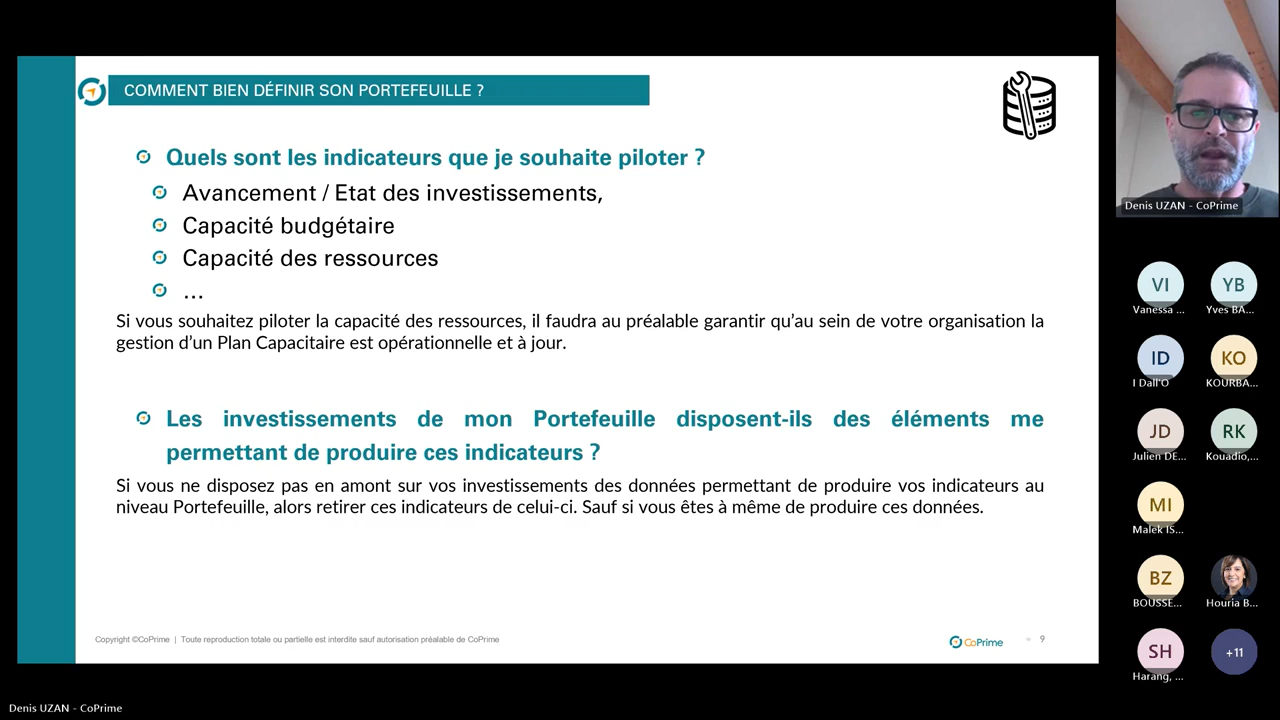 COMMENT BIEN DÉFINIR SON PORTEFEUILLE ?
Quels sont les indicateurs que je souhaite piloter ?
Avancement / Etat des investissements,
Capacité budgétaire
Capacité des ressources
...
Si vous souhaitez piloter la capacité des ressources, il faudra au préalable garantir qu'au sein de votre organisation la
gestion d'un Plan Capacitaire est opérationnelle et à jour.
Les investissements de mon Portefeuille disposent-ils des éléments me
permettant de produire ces indicateurs ?
Si vous ne disposez pas en amont sur vos investissements des données permettant de produire vos indicateurs au
niveau Portefeuille, alors retirer ces indicateurs de celui-ci. Sauf si vous êtes à même de produire ces données.
Copyright ©CoPrime | Toute reproduction totale ou partielle est interdite sauf autorisation préalable de CoPrime
CoPrime
9
Denis UZAN - CoPrime
VI
Vanessa ...
YB
Yves BA...
ID
I Dall'O
KO
KOURBA...
JD
Julien DE...
RK
Kouadio,...
MI
Malek IS...
BZ
BOUSSE...
Houria B...
SH
Harang, ...
+11
Denis UZAN - CoPrime